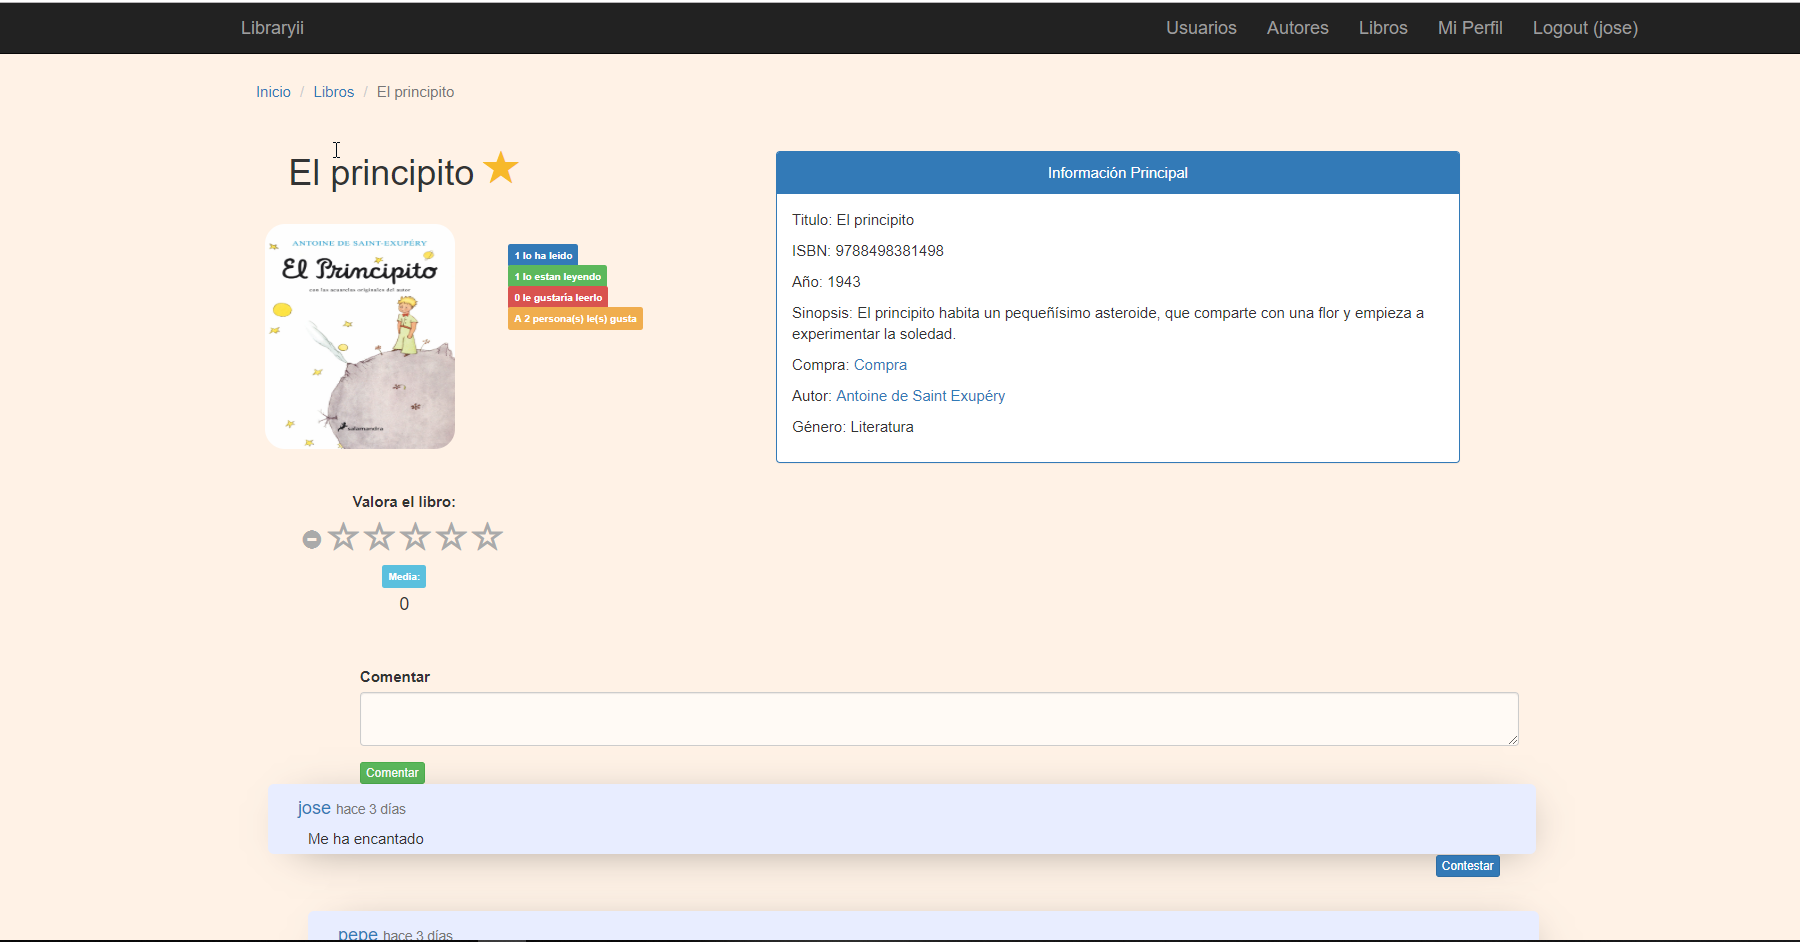 Libraryii
Usuarios Autores Libros Mi Perfil Logout (jose)
Inicio / Libros / El principito
El principito
ANTOINE DE SAINT-EXUPÉRY
El Principito
con las acuarelas originales del autor
salamandra
1 lo ha leido
1 lo estan leyendo
0 le gustaria leerlo
A 2 persona(s) le(s) gusta
Información Principal
Titulo: El principito
ISBN: 9788498381498
Año: 1943
Sinopsis: El principito habita un pequeñísimo asteroide, que comparte con una flor y empieza a
experimentar la soledad.
Compra: Compra
Autor: Antoine de Saint Exupéry
Género: Literatura
Valora el libro:
Media:
0
Comentar
Comentar
jose hace 3 días
Me ha encantado
Contestar
pepe hace 3 días